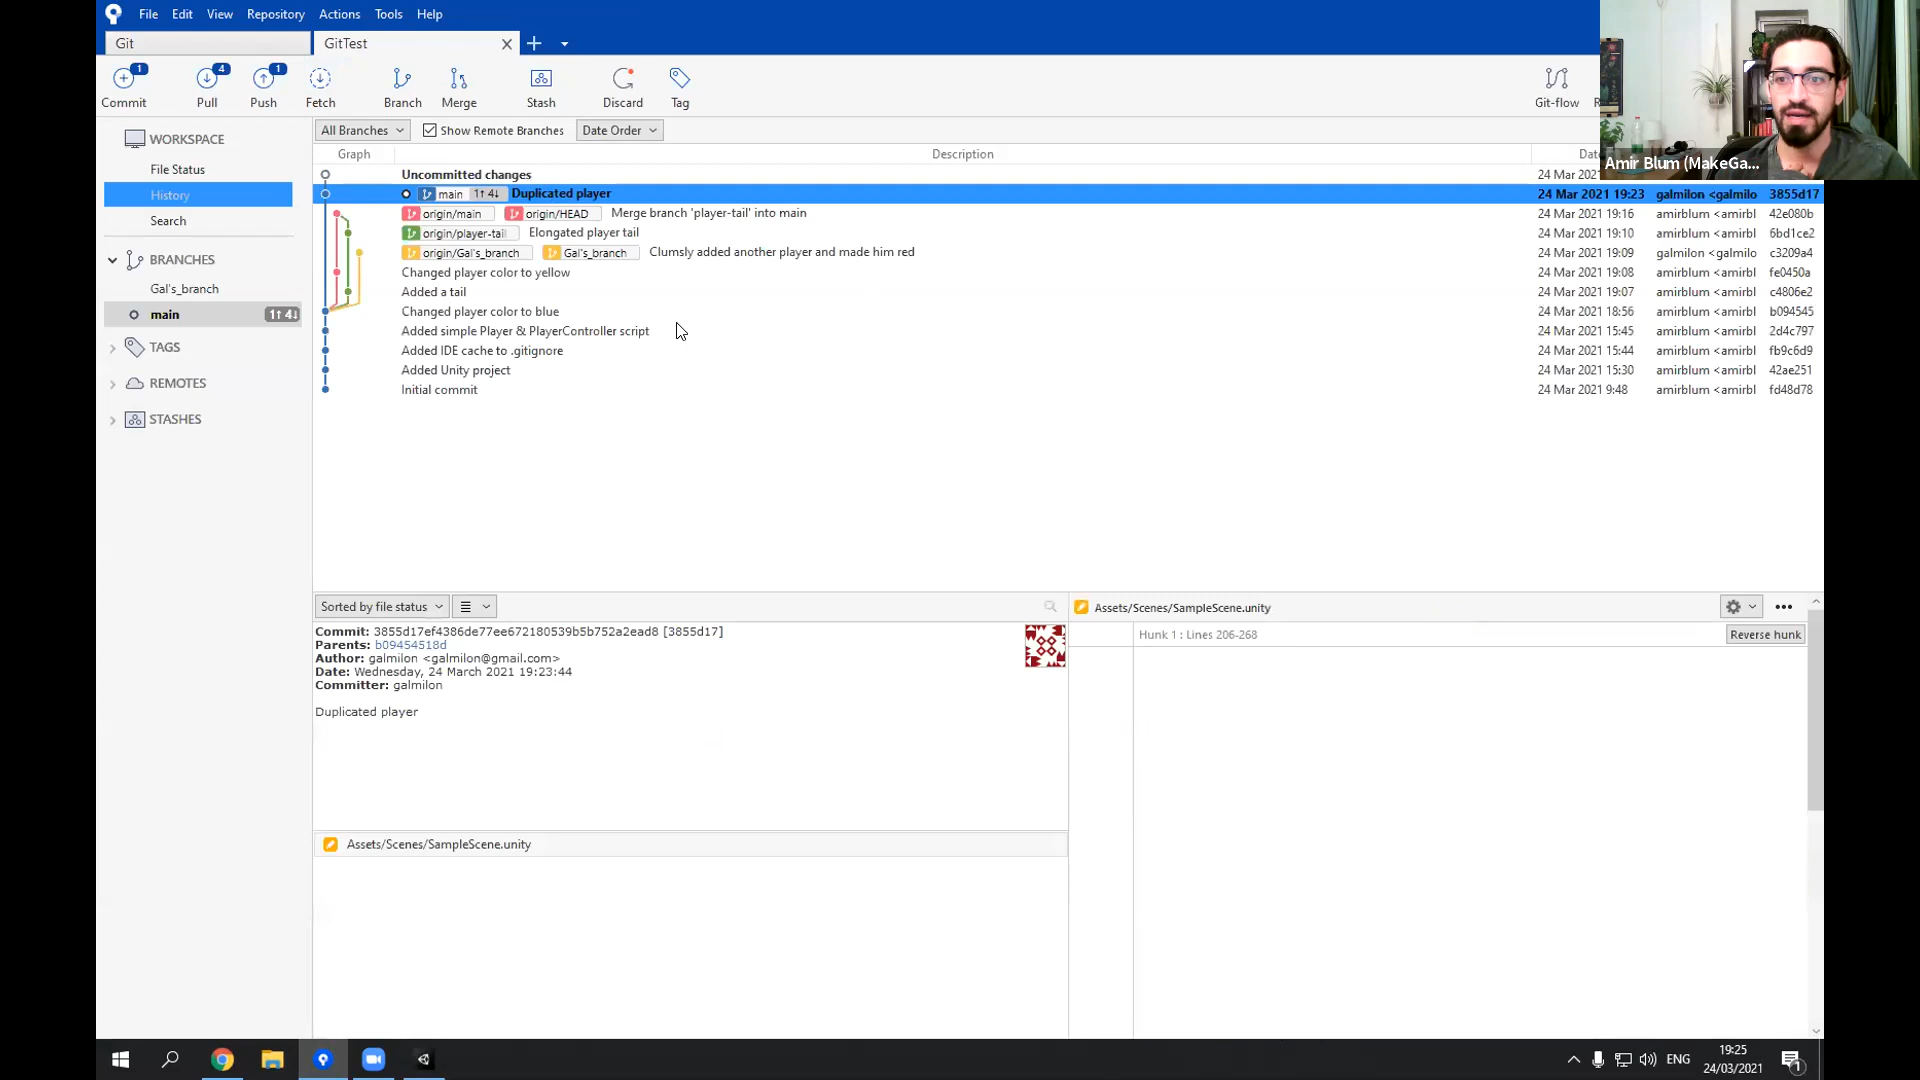 File Edit View Repository Actions Tools Help
Git GitTest
1 4 1
Commit Pull Push Fetch Branch Merge Stash Discard Tag Git-flow
Amir Blum (MakeGa...
WORKSPACE
File Status
History
Search
BRANCHES
Gal's_branch
main 1↑ 4↓
TAGS
REMOTES
STASHES
All Branches Show Remote Branches Date Order
Graph Description
Uncommitted changes 24 Mar 2021
main 1↑ 4↓ Duplicated player 24 Mar 2021 19:23 galmilon <galmilo 3855d17
origin/main origin/HEAD Merge branch 'player-tail' into main 24 Mar 2021 19:16 amirblum <amirbl 42e080b
origin/player-tail Elongated player tail 24 Mar 2021 19:10 amirblum <amirbl 6bd1ce2
origin/Gal's_branch Gal's_branch Clumsly added another player and made him red 24 Mar 2021 19:09 galmilon <galmilo c3209a4
Changed player color to yellow 24 Mar 2021 19:08 amirblum <amirbl fe0450a
Added a tail 24 Mar 2021 19:07 amirblum <amirbl c4806e2
Changed player color to blue 24 Mar 2021 18:56 amirblum <amirbl b094545
Added simple Player & PlayerController script 24 Mar 2021 15:45 amirblum <amirbl 2d4c797
Added IDE cache to .gitignore 24 Mar 2021 15:44 amirblum <amirbl fb9c6d9
Added Unity project 24 Mar 2021 15:30 amirblum <amirbl 42ae251
Initial commit 24 Mar 2021 9:48 amirblum <amirbl fd48d78
Sorted by file status
Commit: 3855d17ef4386de77ee672180539b5b752a2ead8 [3855d17]
Parents: b09454518d
Author: galmilon <galmilon@gmail.com>
Date: Wednesday, 24 March 2021 19:23:44
Committer: galmilon
Duplicated player
Assets/Scenes/SampleScene.unity
Assets/Scenes/SampleScene.unity
Hunk 1 : Lines 206-268 Reverse hunk
ENG
19:25
24/03/2021
1